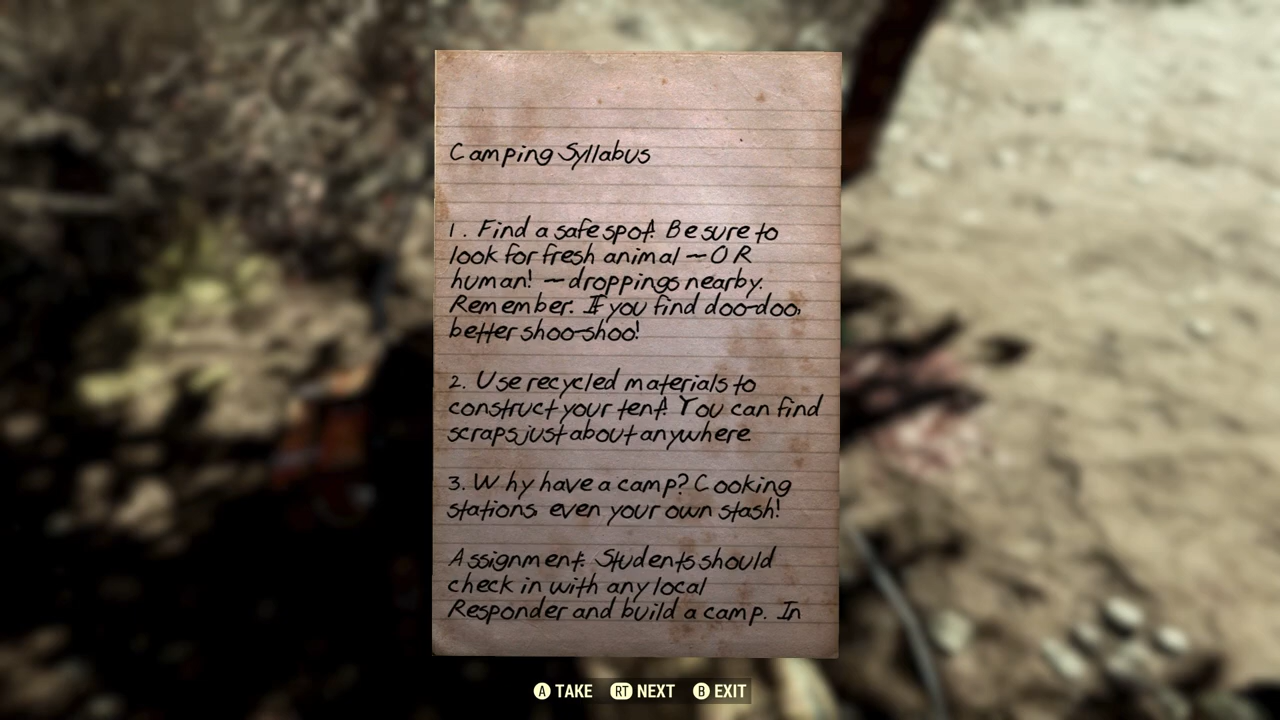 Camping Syllabus
1. Find a safe spot. Be sure to
look for fresh animal - OR
human! - droppings nearby.
Remember: If you find doo-doo,
better shoo-shoo!
2. Use recycled materials to
construct your tent. You can find
scraps just about anywhere.
3. Why have a camp? Cooking
stations, even your own stash!
Assignment: Students should
check in with any local
Responder and build a camp. In
A TAKE RT NEXT B EXIT